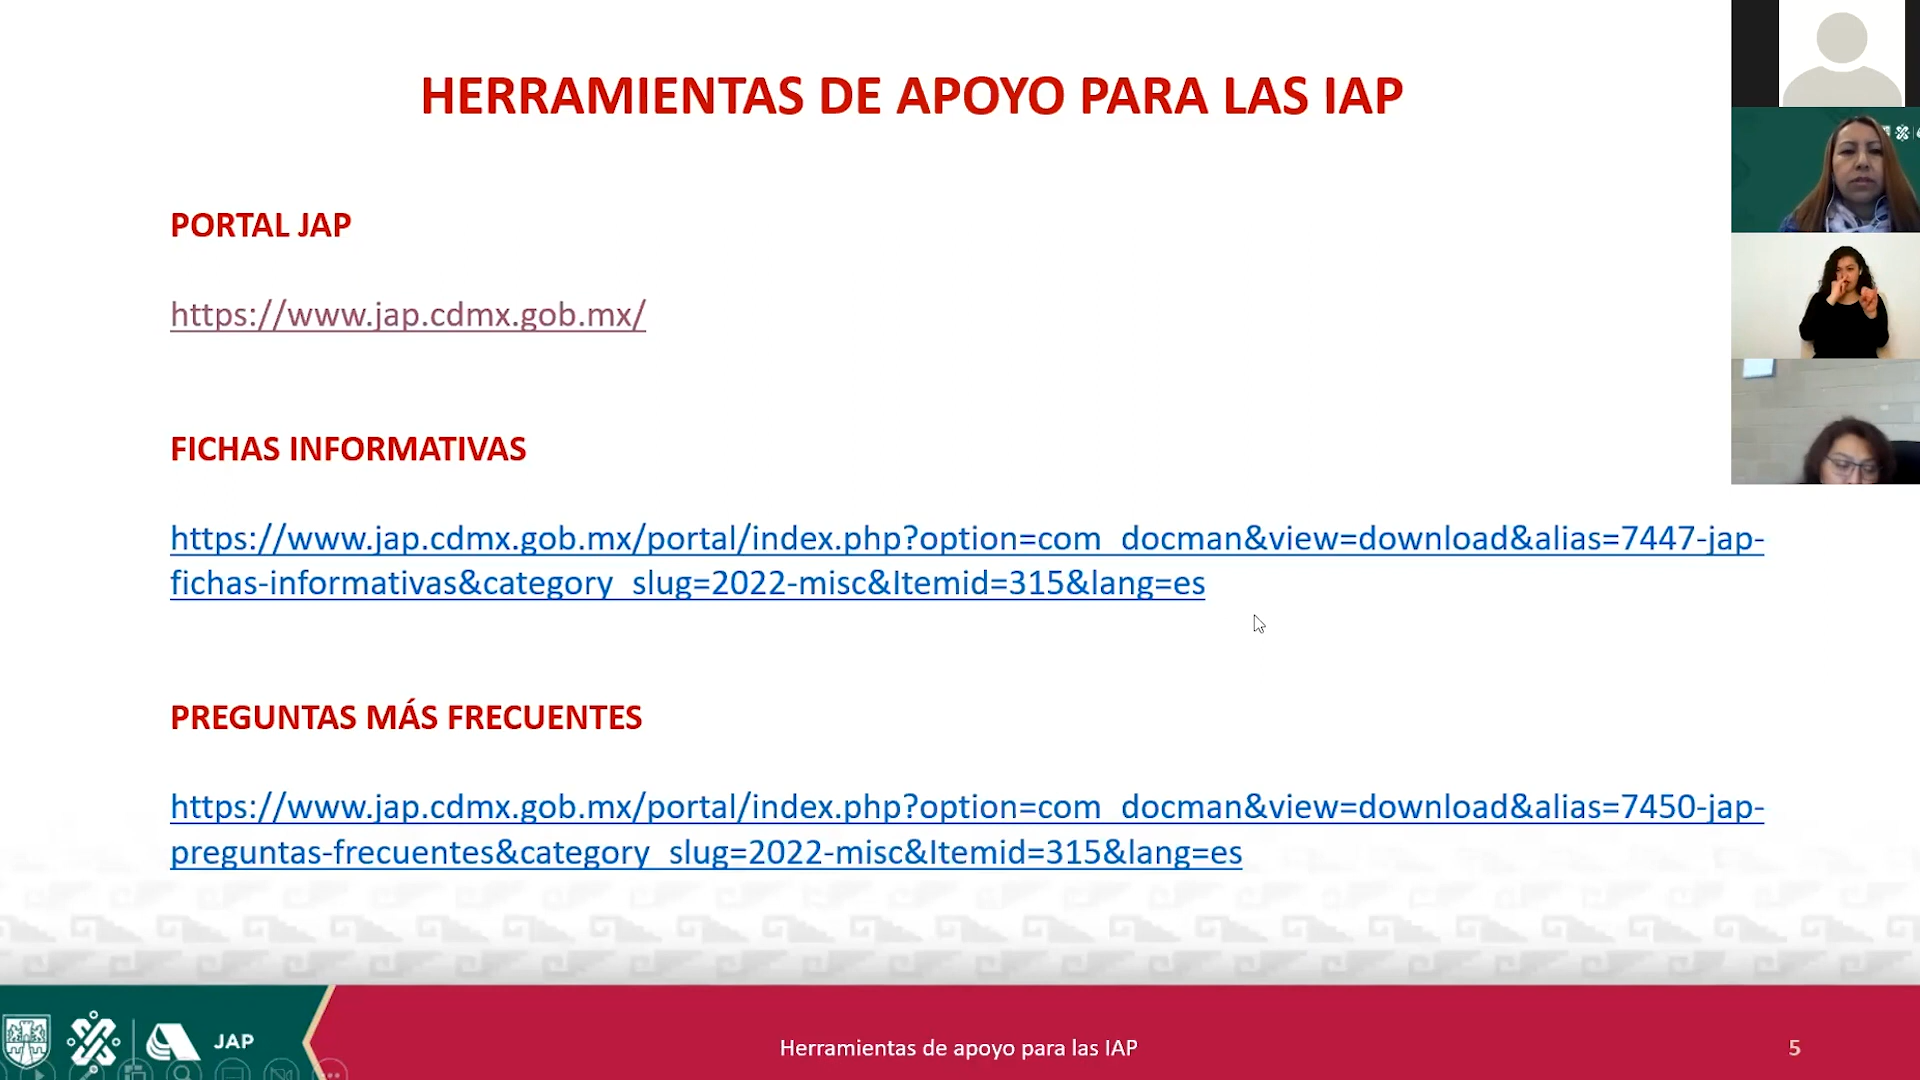 HERRAMIENTAS DE APOYO PARA LAS IAP
PORTAL JAP
https://www.jap.cdmx.gob.mx/
FICHAS INFORMATIVAS
https://www.jap.cdmx.gob.mx/portal/index.php?option=com_docman&view=download&alias=7447-jap-
fichas-informativas&category_slug=2022-misc&Itemid=315&lang=es
PREGUNTAS MÁS FRECUENTES
https://www.jap.cdmx.gob.mx/portal/index.php?option=com_docman&view=download&alias=7450-jap-
preguntas-frecuentes&category_slug=2022-misc&Itemid=315&lang=es
JAP
Herramientas de apoyo para las IAP
5